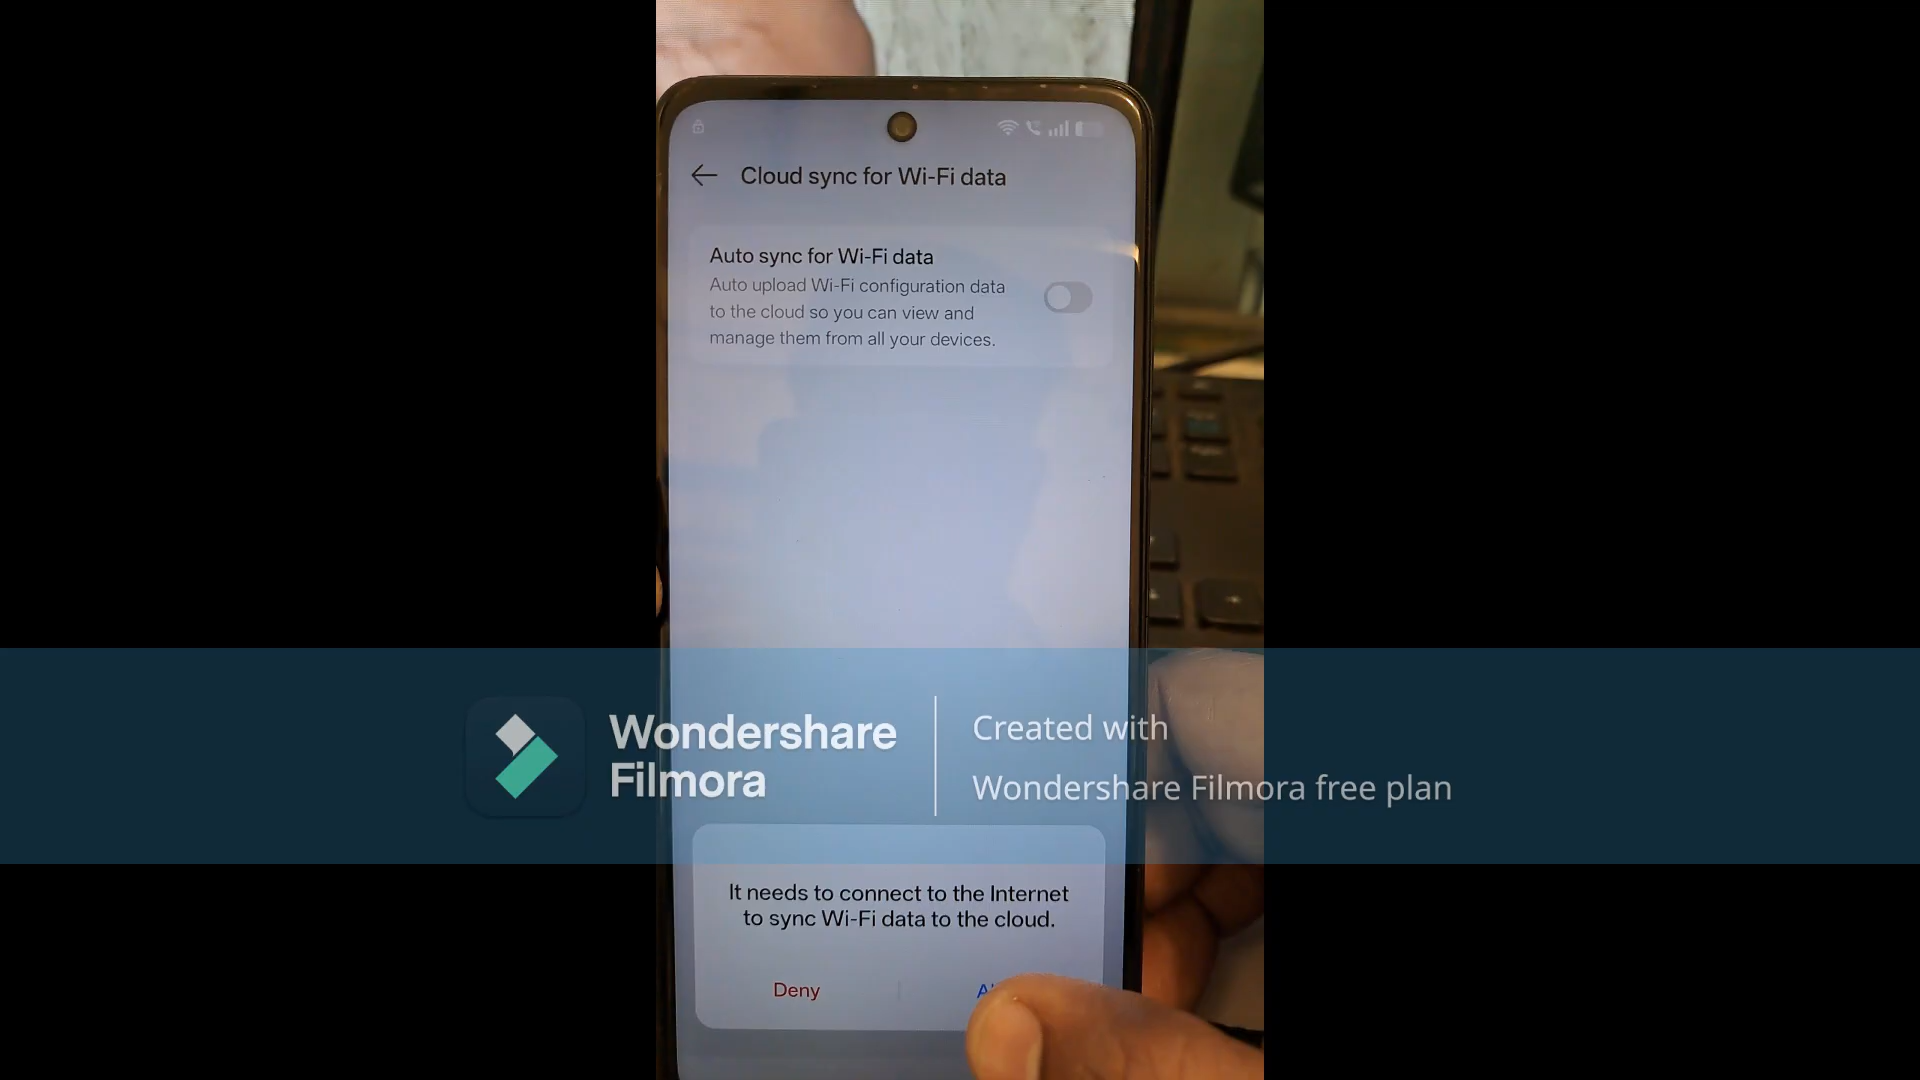 Cloud sync for Wi-Fi data
Auto sync for Wi-Fi data
Auto upload Wi-Fi configuration data
to the cloud so you can view and
manage them from all your devices.
Wondershare
Filmora
Created with
Wondershare Filmora free plan
It needs to connect to the Internet
to sync Wi-Fi data to the cloud.
Deny